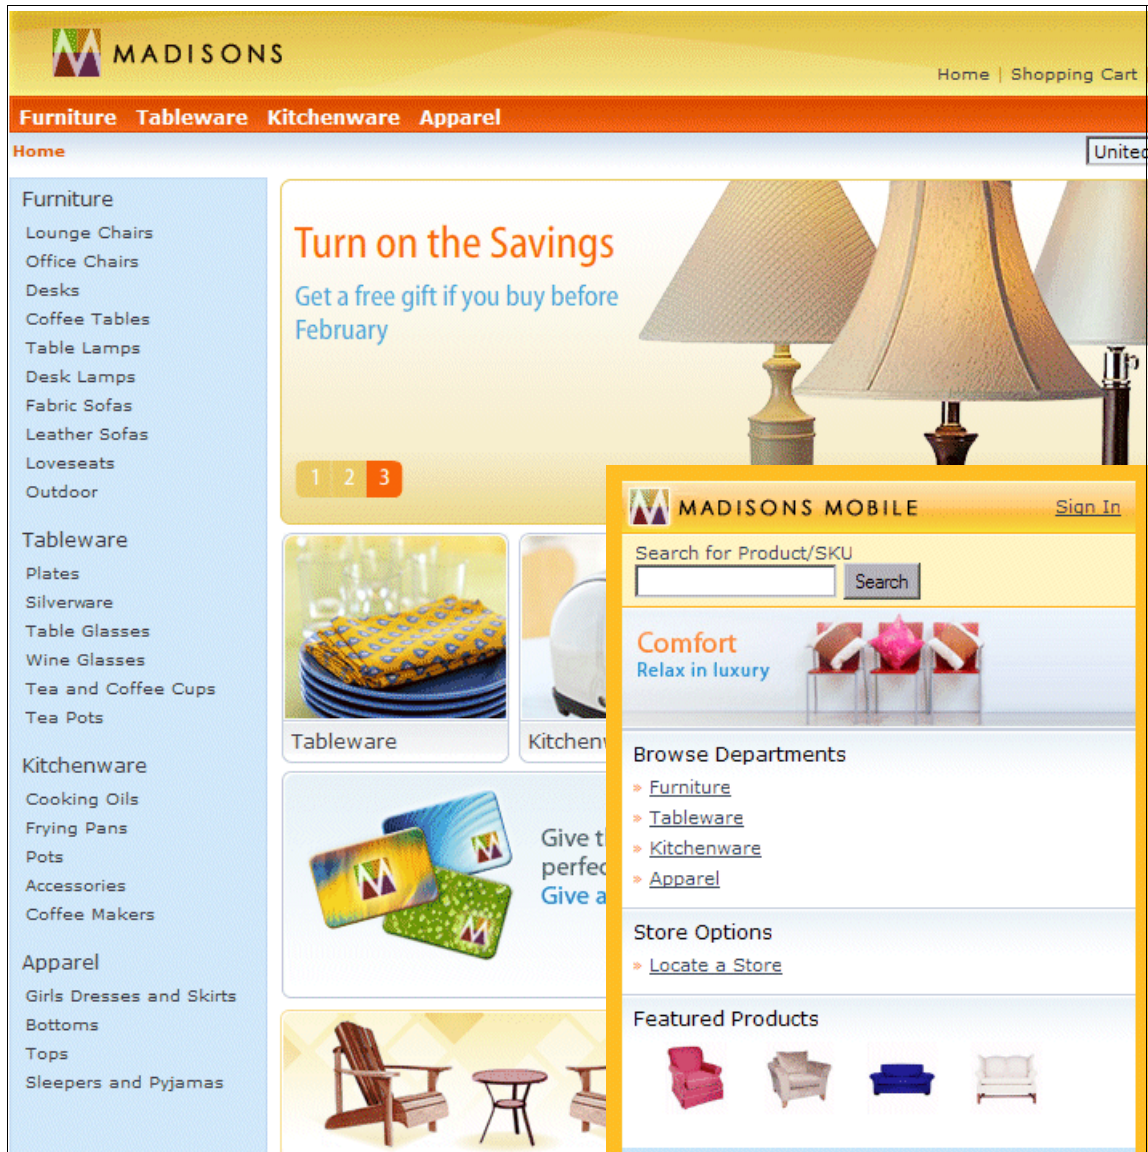 MADISONS
Home | Shopping Cart
Furniture Tableware Kitchenware Apparel
Home
United
Furniture
Lounge Chairs
Office Chairs
Desks
Coffee Tables
Table Lamps
Desk Lamps
Fabric Sofas
Leather Sofas
Loveseats
Outdoor
Tableware
Plates
Silverware
Table Glasses
Wine Glasses
Tea and Coffee Cups
Tea Pots
Kitchenware
Cooking Oils
Frying Pans
Pots
Accessories
Coffee Makers
Apparel
Girls Dresses and Skirts
Bottoms
Tops
Sleepers and Pyjamas
Turn on the Savings
Get a free gift if you buy before
February
1 2 3
Tableware
Give
Give a
MADISONS MOBILE
Sign In
Search for Product/SKU
Search
Comfort
Relax in luxury
Browse Departments
» Furniture
» Tableware
» Kitchenware
» Apparel
Store Options
» Locate a Store
Featured Products